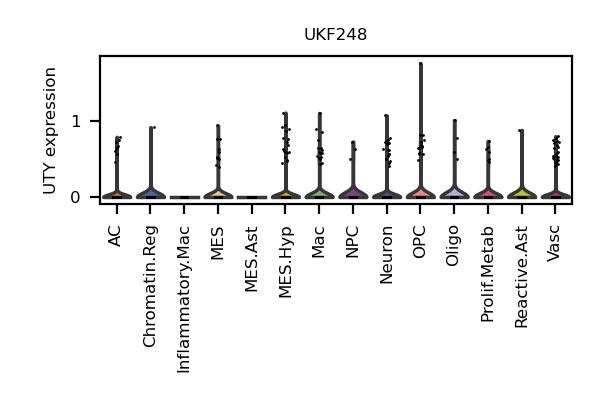 UKF248
UTY expression
1
0
AC
Chromatin.Reg
Inflammatory.Mac
MES
MES.Ast
MES.Hyp
Mac
NPC
Neuron
OPC
Oligo
Prolif.Metab
Reactive.Ast
Vasc